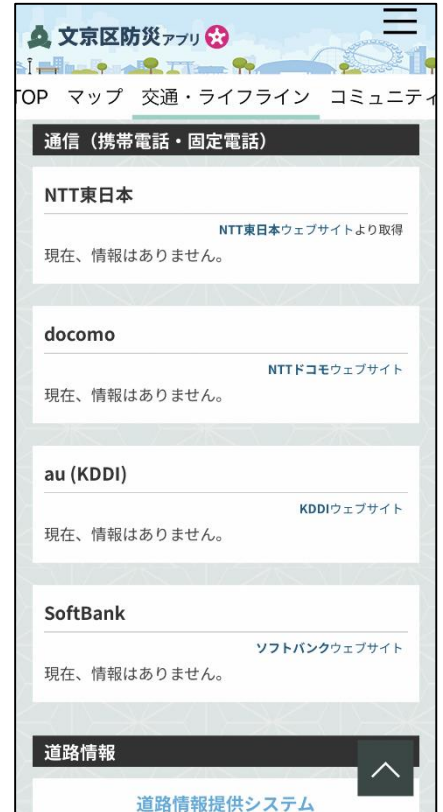 文京区防災アプリ
TOP マップ 交通・ライフライン コミュニティ
通信（携帯電話・固定電話）
NTT東日本
NTT東日本ウェブサイトより取得
現在、情報はありません。
docomo
NTTドコモウェブサイト
現在、情報はありません。
au (KDDI)
KDDIウェブサイト
現在、情報はありません。
SoftBank
ソフトバンクウェブサイト
現在、情報はありません。
道路情報
道路情報提供システム